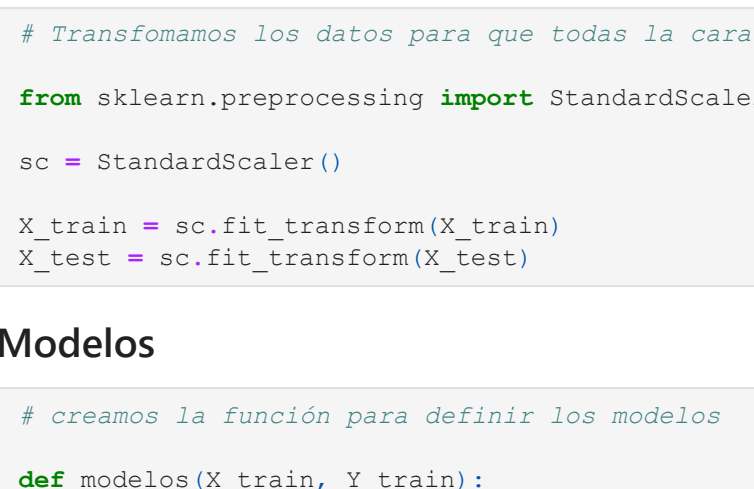 # Transfomamos los datos para que todas la cara
from sklearn.preprocessing import StandardScale
sc = StandardScaler()
X_train = sc.fit_transform(X_train)
X_test = sc.fit_transform(X_test)
Modelos
# creamos la función para definir los modelos
def modelos(X_train, Y_train):